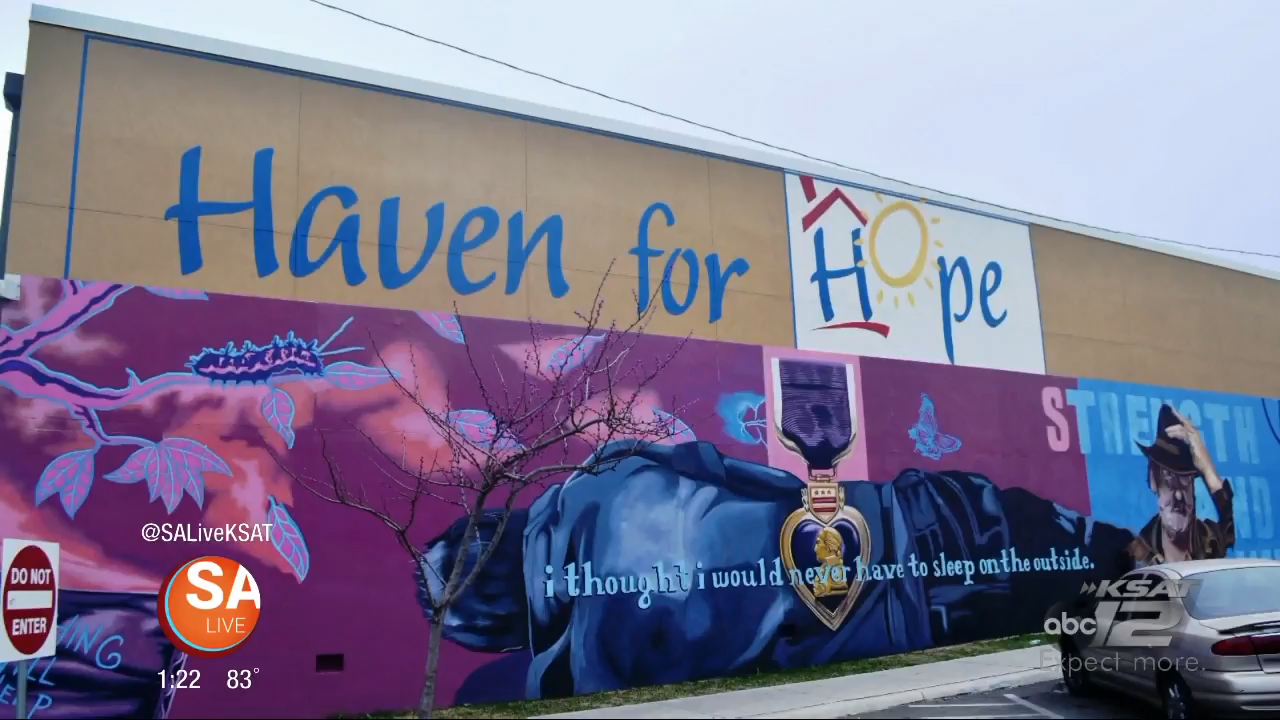 Haven for
Hope
STRENGTH
i thought i would never have to sleep on the outside.
DO NOT
ENTER
@SALiveKSAT
SA
LIVE
1:22 83°
KSAT
abc 12
Expect more.